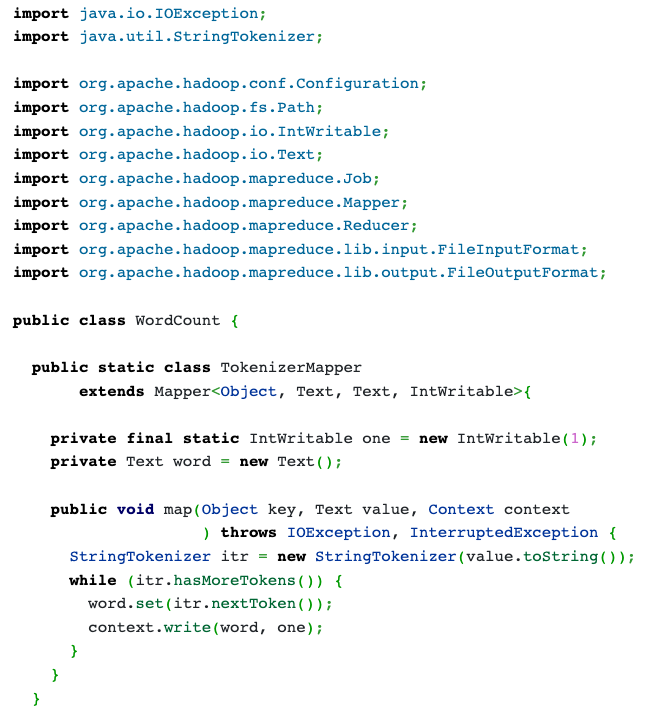 import java.io.IOException;
import java.util.StringTokenizer;

import org.apache.hadoop.conf.Configuration;
import org.apache.hadoop.fs.Path;
import org.apache.hadoop.io.IntWritable;
import org.apache.hadoop.io.Text;
import org.apache.hadoop.mapreduce.Job;
import org.apache.hadoop.mapreduce.Mapper;
import org.apache.hadoop.mapreduce.Reducer;
import org.apache.hadoop.mapreduce.lib.input.FileInputFormat;
import org.apache.hadoop.mapreduce.lib.output.FileOutputFormat;

public class WordCount {

  public static class TokenizerMapper
       extends Mapper<Object, Text, Text, IntWritable>{

    private final static IntWritable one = new IntWritable(1);
    private Text word = new Text();

    public void map(Object key, Text value, Context context
                    ) throws IOException, InterruptedException {
      StringTokenizer itr = new StringTokenizer(value.toString());
      while (itr.hasMoreTokens()) {
        word.set(itr.nextToken());
        context.write(word, one);
      }
    }
  }